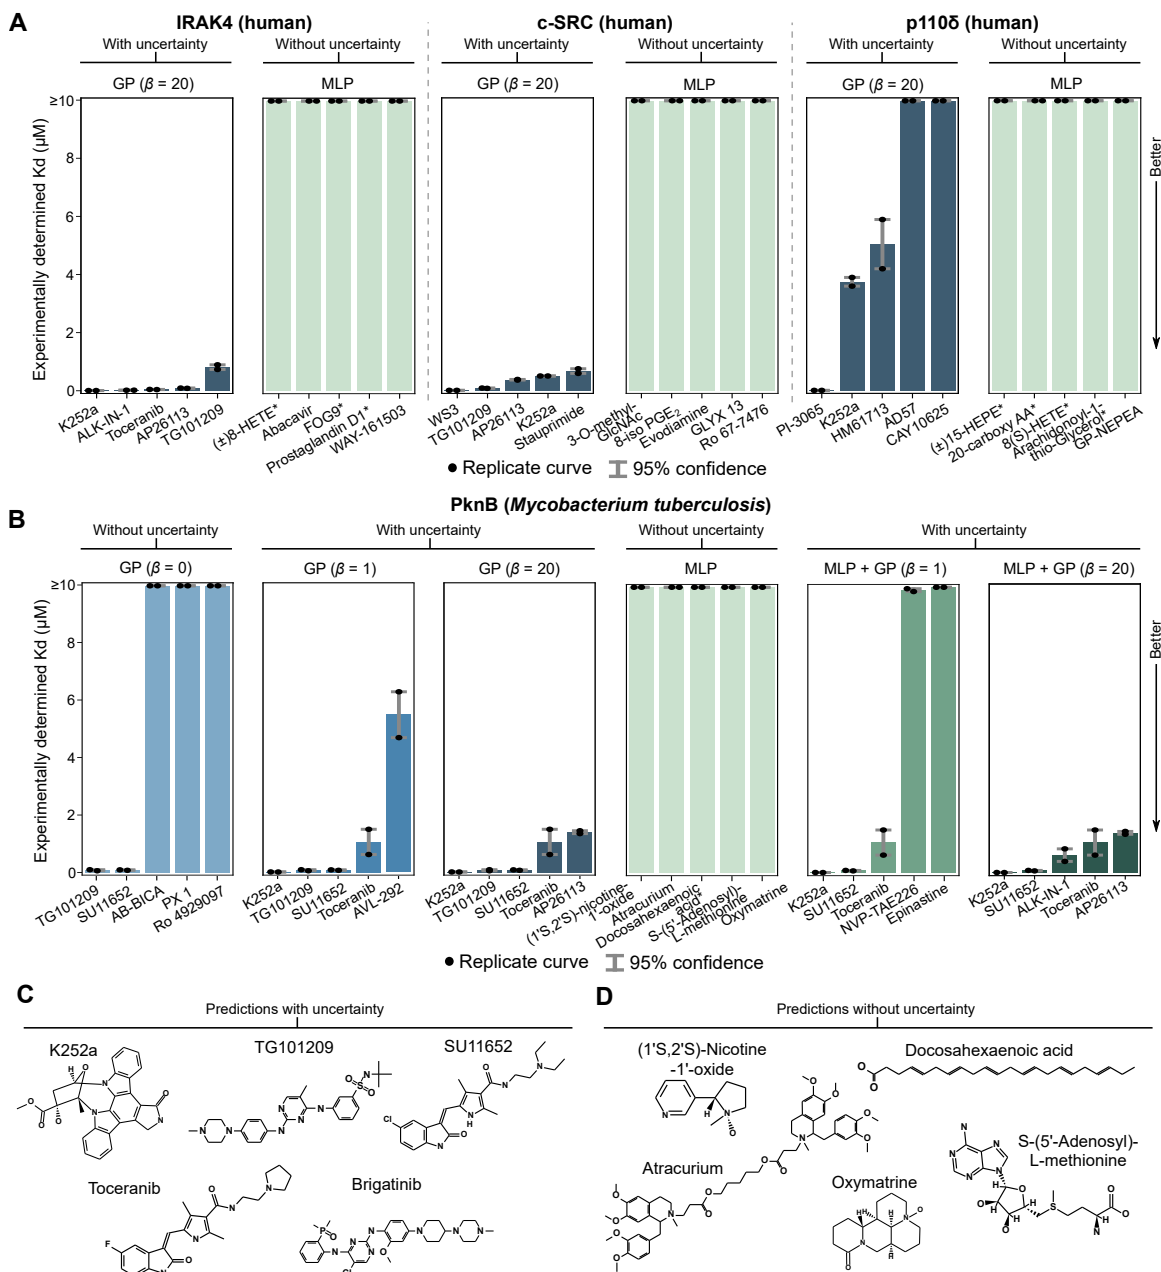 A
IRAK4 (human)
c-SRC (human)
p110δ (human)
With uncertainty
Without uncertainty
With uncertainty
Without uncertainty
With uncertainty
Without uncertainty
GP (β = 20)
MLP
GP (β = 20)
MLP
GP (β = 20)
MLP
Experimentally determined Kd (µM)
≥10
8
6
4
2
0
Better
K252a
ALK-IN-1
Toceranib
AP26113
TG101209
(±)8-HETE*
Abacavir
FOG9*
Prostaglandin D1*
WAY-161503
WS3
TG101209
AP26113
K252a
Stauprimide
3-O-methyl-
GlcNAc
8-iso PGE2
Evodiamine
GLYX 13
Ro 67-7476
PI-3065
K252a
HM61713
AD57
CAY10625
(±)15-HEPE*
20-carboxy AA*
8(S)-HETE*
Arachidonoyl-1-
thio-Glycerol*
GP-NEPEA
Replicate curve
95% confidence
B
PknB (Mycobacterium tuberculosis)
Without uncertainty
With uncertainty
Without uncertainty
With uncertainty
GP (β = 0)
GP (β = 1)
GP (β = 20)
MLP
MLP + GP (β = 1)
MLP + GP (β = 20)
Experimentally determined Kd (µM)
≥10
8
6
4
2
0
Better
TG101209
SU11652
AB-BICA
PX 1
Ro 4929097
K252a
TG101209
SU11652
Toceranib
AVL-292
K252a
TG101209
SU11652
Toceranib
AP26113
(1'S,2'S)-nicotine-
1'-oxide
Atracurium
Docosahexaenoic
acid*
S-(5'-Adenosyl)-
L-methionine
Oxymatrine
K252a
SU11652
Toceranib
NVP-TAE226
Epinastine
K252a
SU11652
ALK-IN-1
Toceranib
AP26113
Replicate curve
95% confidence
C
Predictions with uncertainty
K252a
TG101209
SU11652
Toceranib
Brigatinib
D
Predictions without uncertainty
(1'S,2'S)-Nicotine
-1'-oxide
Docosahexaenoic acid
Atracurium
Oxymatrine
S-(5'-Adenosyl)-
L-methionine